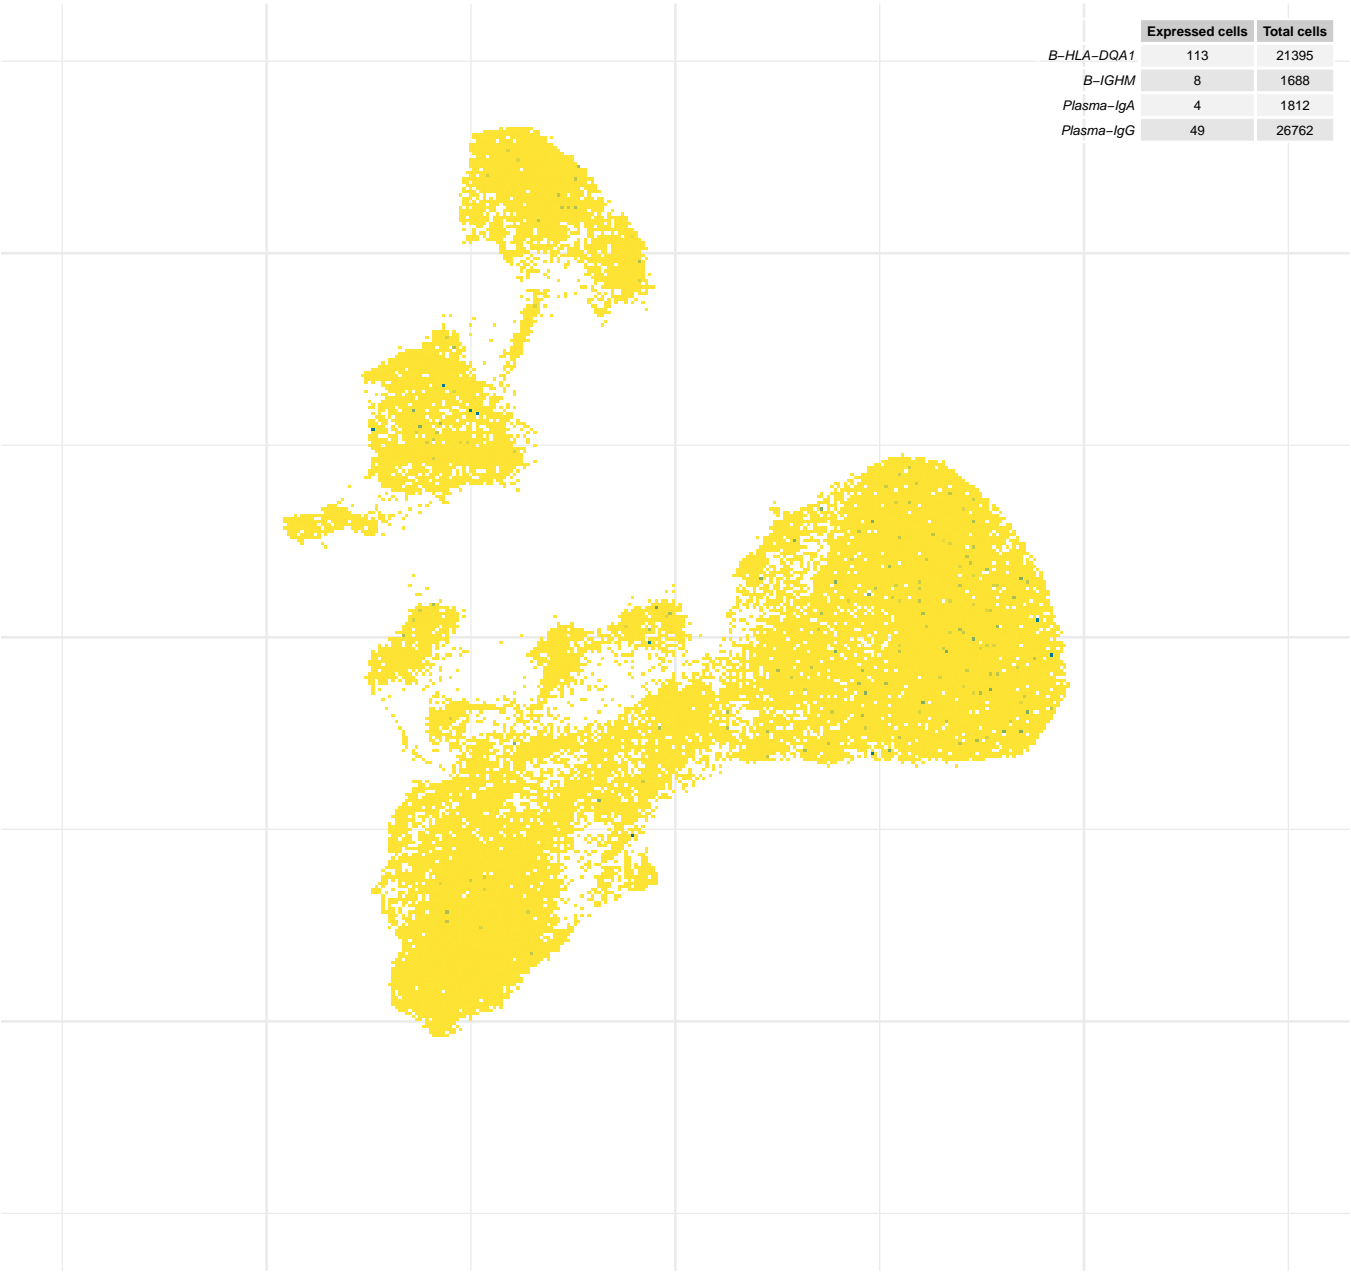 Expressed cells Total cells
B−HLA−DQA1 113 21395
B−IGHM 8 1688
Plasma−IgA 4 1812
Plasma−IgG 49 26762